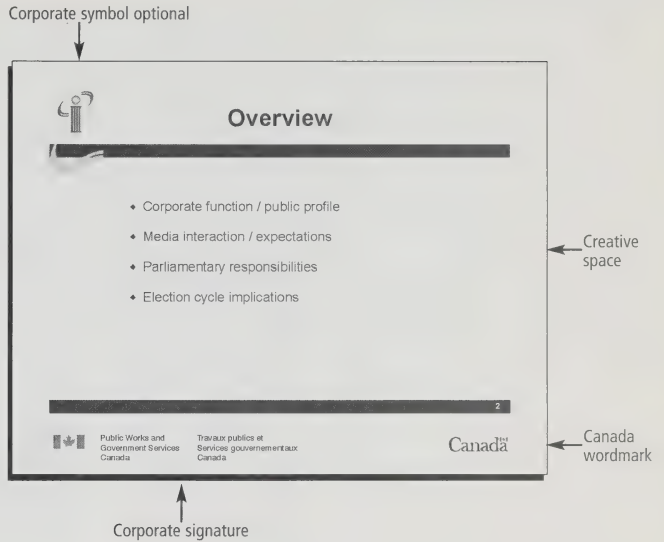 Corporate symbol optional
Overview
Corporate function / public profile
Media interaction / expectations
Parliamentary responsibilities
Election cycle implications
Creative
space
2
Public Works and
Government Services
Canada
Travaux publics et
Services gouvernementaux
Canada
Canada
Canada
wordmark
Corporate signature